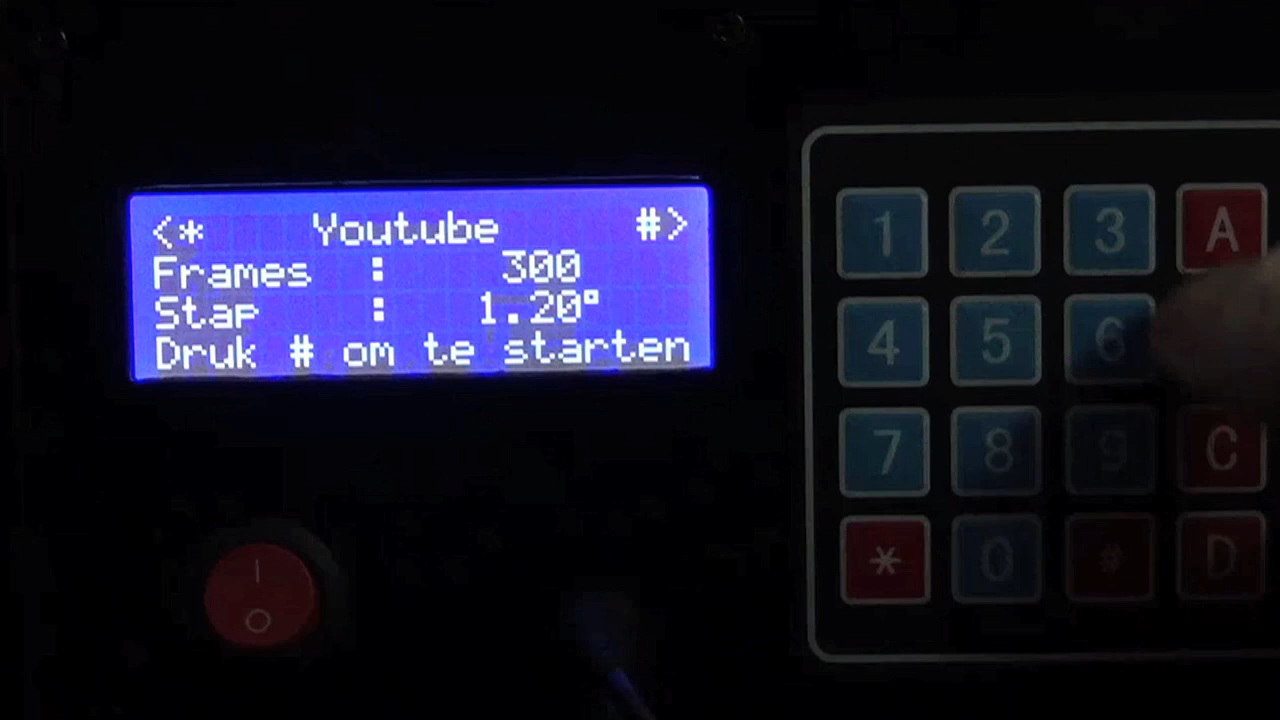 <* Youtube #>
Frames : 300
Stap : 1.20°
Druk # om te starten
1 2 3 A
4 5 6
7 8 9 C
* 0 # D
| O